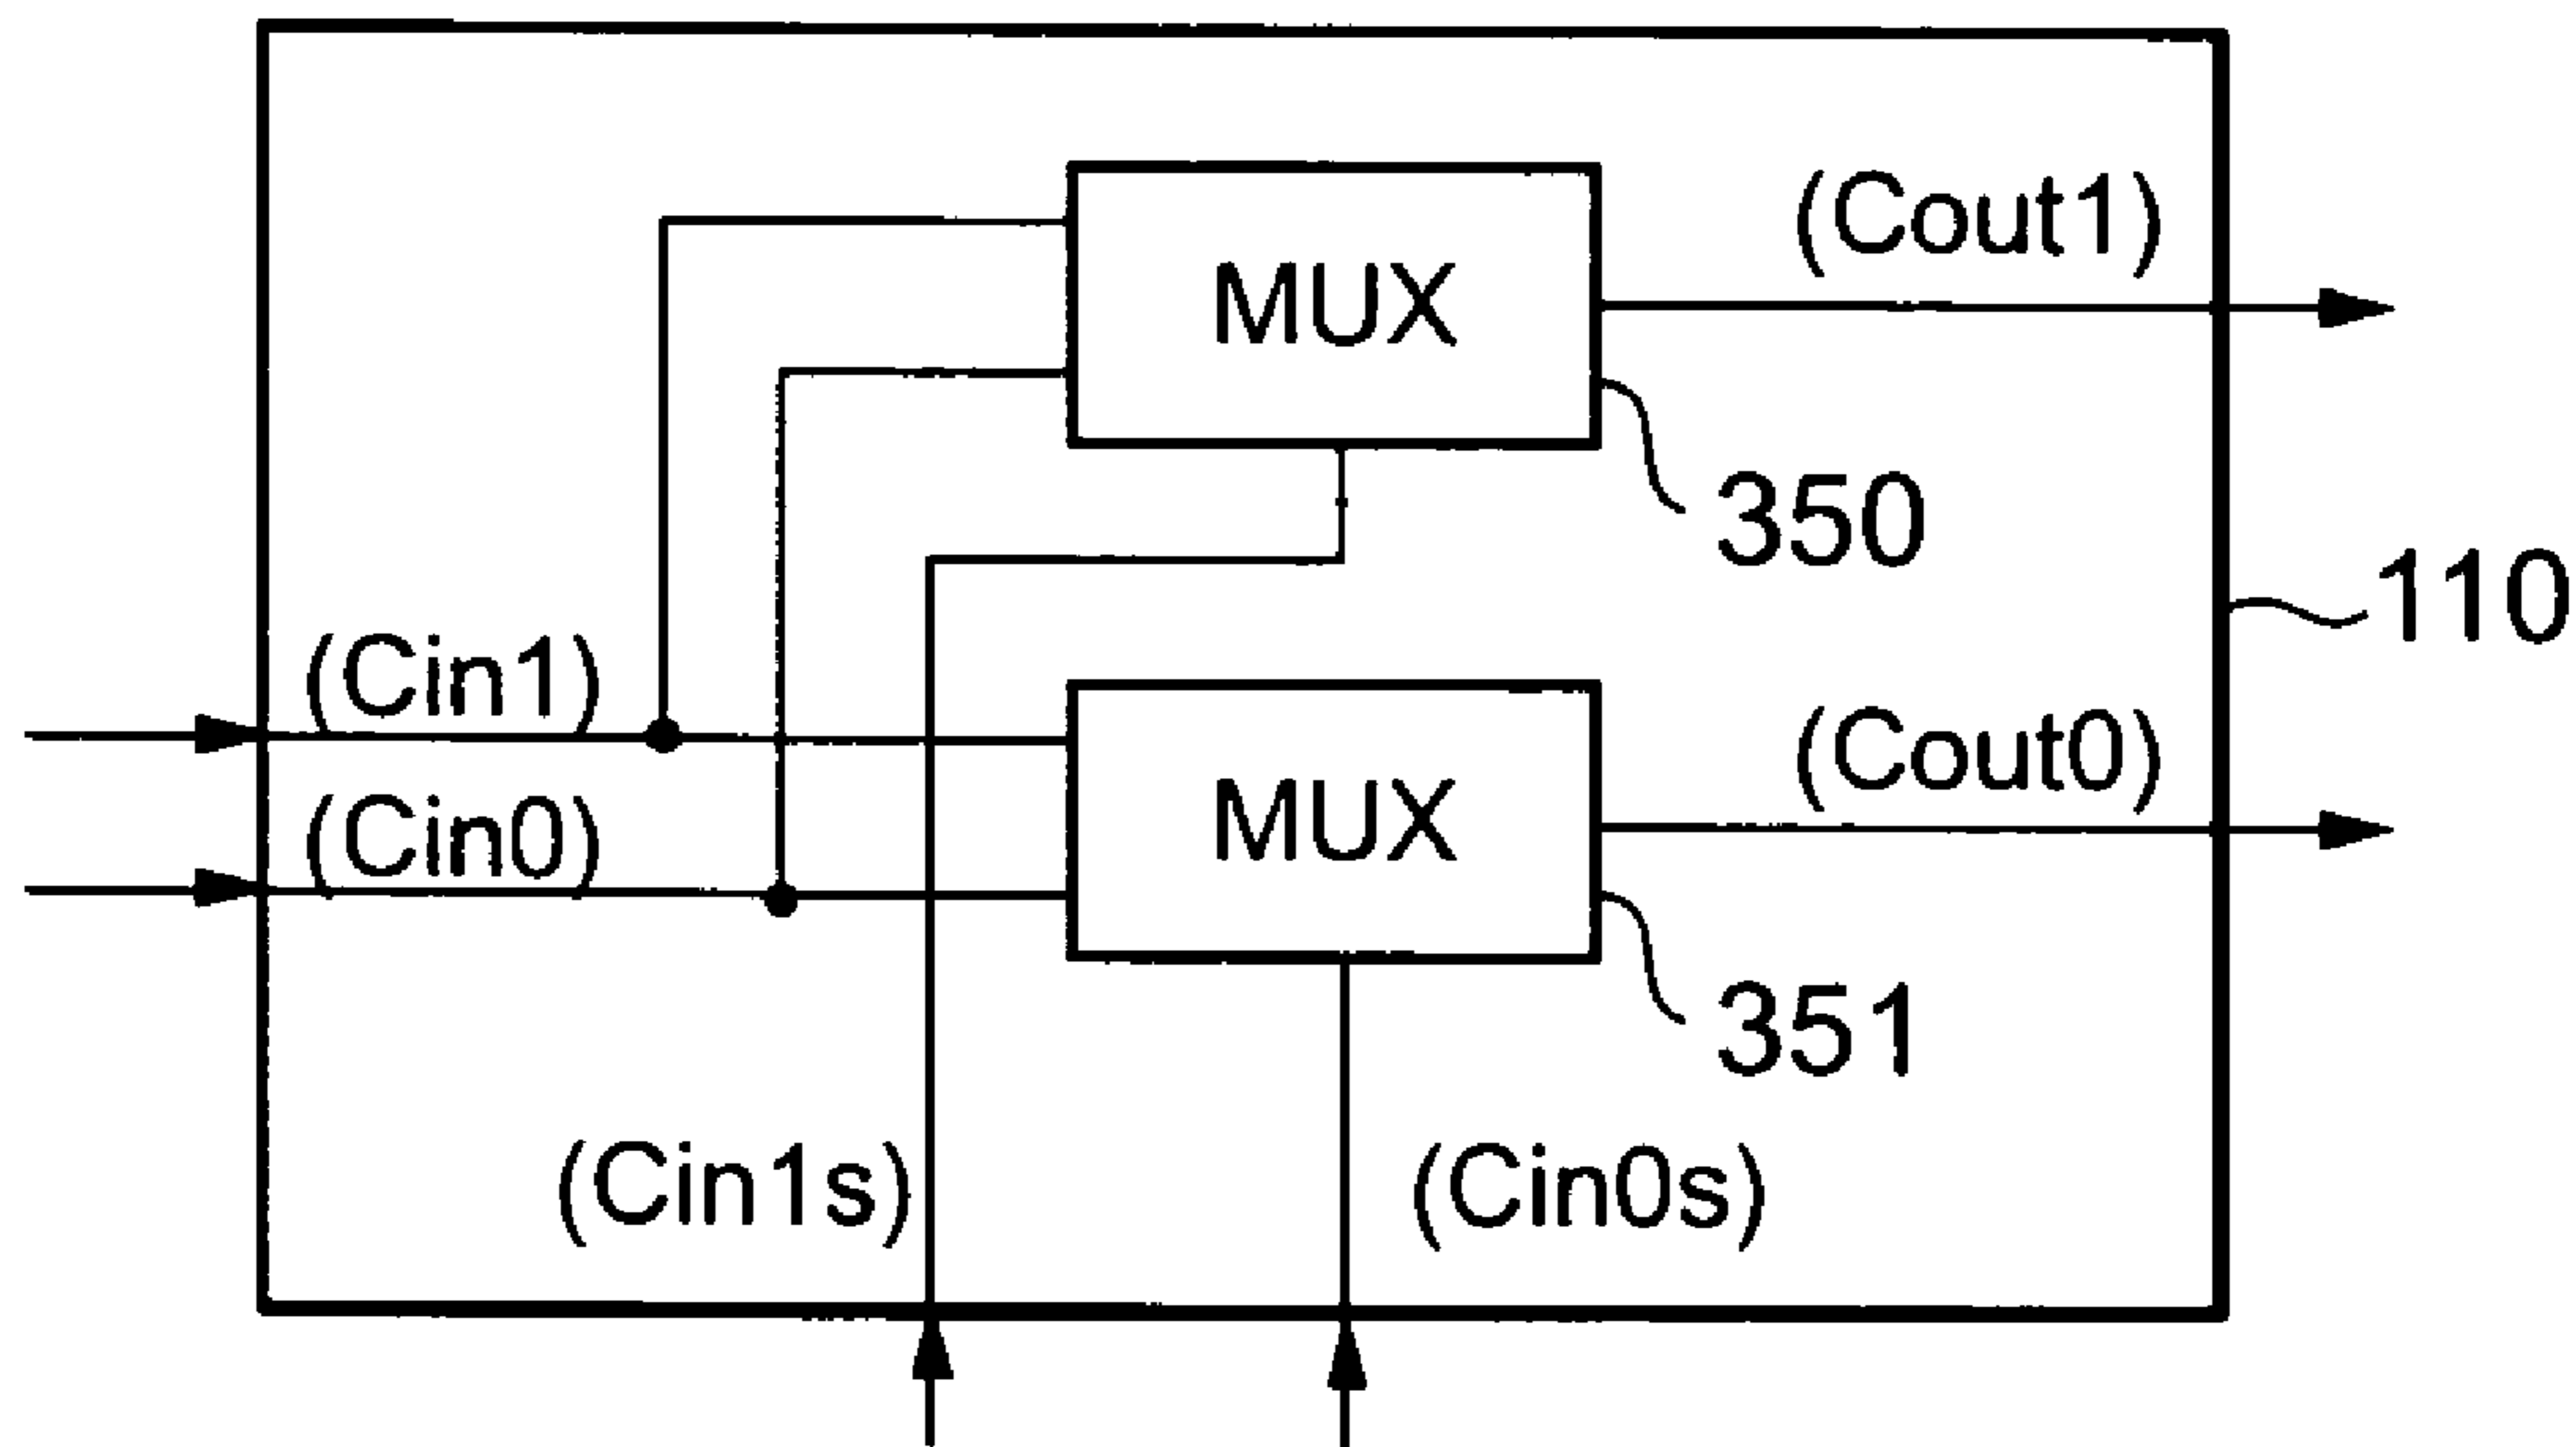 (Cout1)
MUX
350
110
(Cin1)
(Cout0)
(Cin0)
MUX
351
(Cin1s)
(Cin0s)